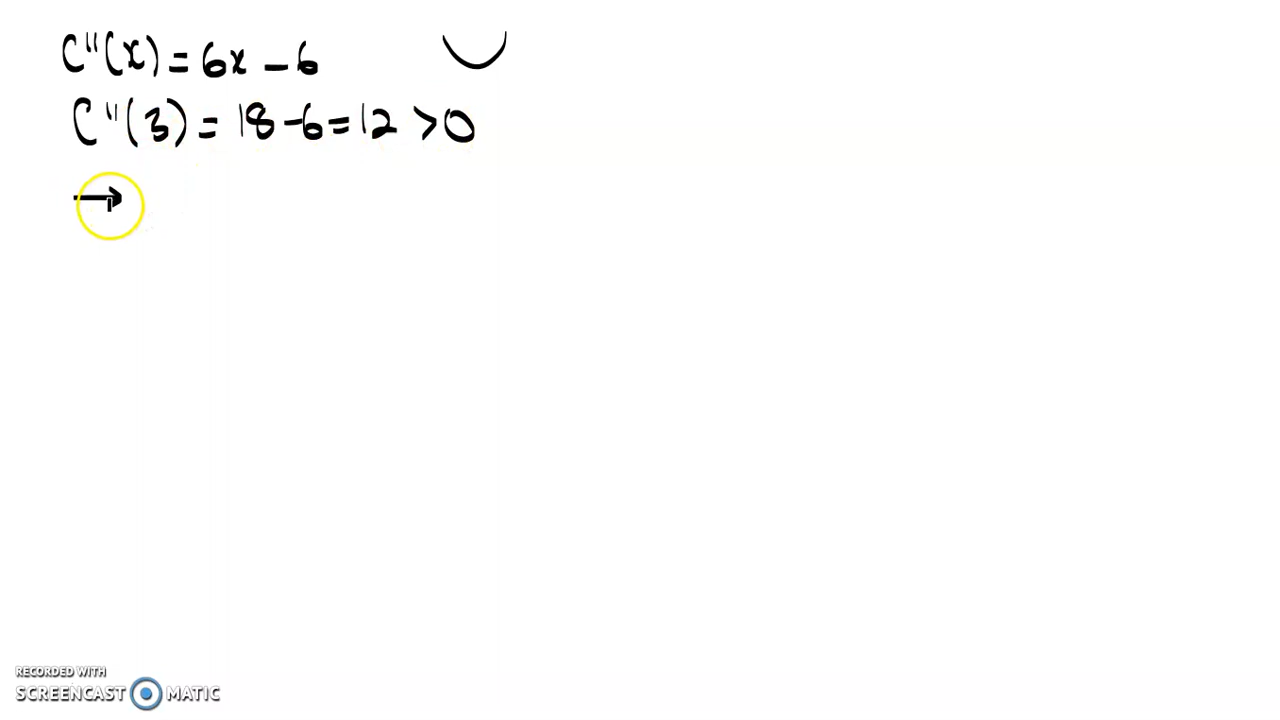 C''(x) = 6x - 6
C''(3) = 18 - 6 = 12 > 0
→
RECORDED WITH
SCREENCAST MATIC